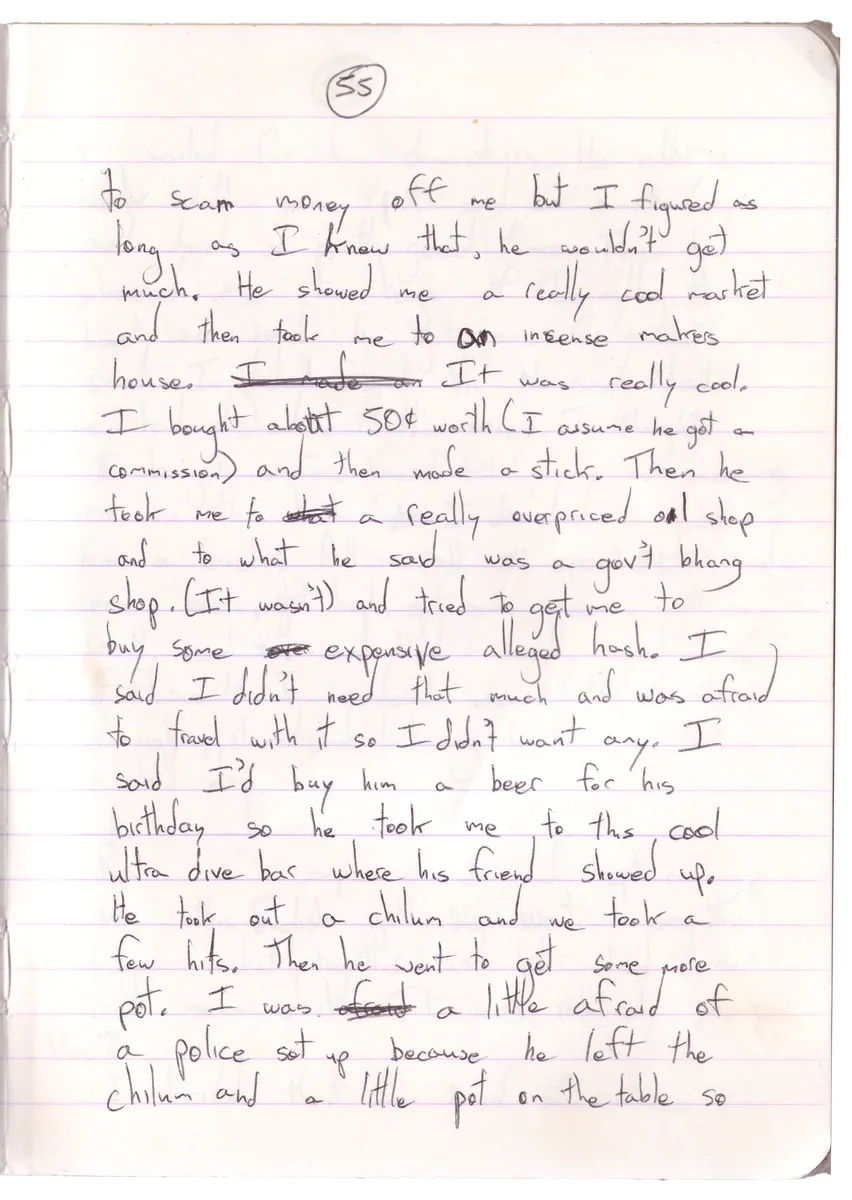 55
to scam money off me but I figured as
long as I knew that, he wouldn't get
much. He showed me a really cool market
and then took me to an insense makers
house. I made an It was really cool.
I bought about 50¢ worth (I assume he got a
commission) and then made a stick. Then he
took me to what a really overpriced oil shop
and to what he said was a gov't bhang
shop. (It wasn't) and tried to get me to
buy some over expensive alleged hash. I
said I didn't need that much and was afraid
to travel with it so I didn't want any. I
said I'd buy him a beer for his
birthday so he took me to this cool
ultra dive bar where his friend showed up.
He took out a chilum and we took a
few hits. Then he went to get some more
pot. I was afraid a little afraid of
a police set up because he left the
chilum and a little pot on the table so